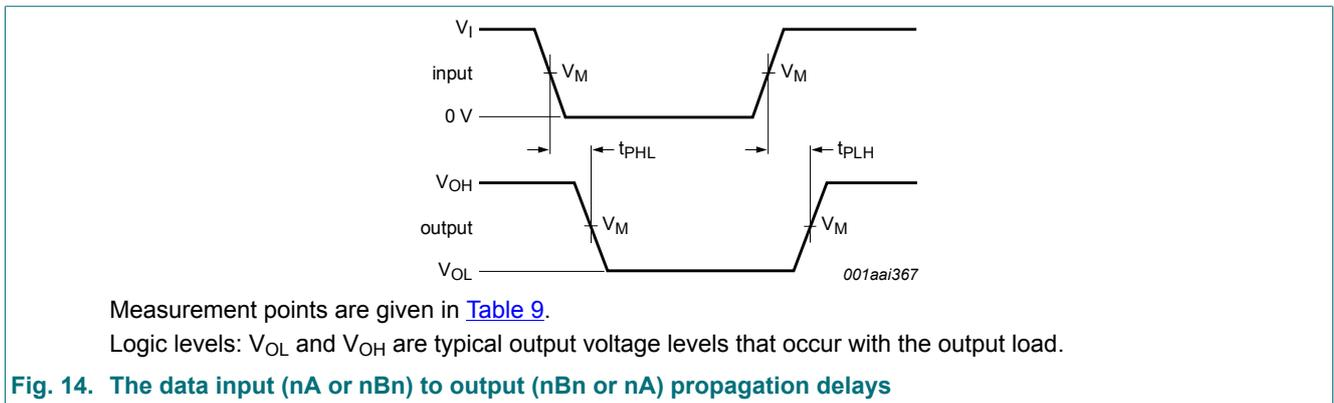 VI
input
VM
VM
0 V
tPHL
tPLH
VOH
output
VM
VM
VOL
001aai367
Measurement points are given in Table 9.
Logic levels: VOL and VOH are typical output voltage levels that occur with the output load.
Fig. 14. The data input (nA or nBn) to output (nBn or nA) propagation delays